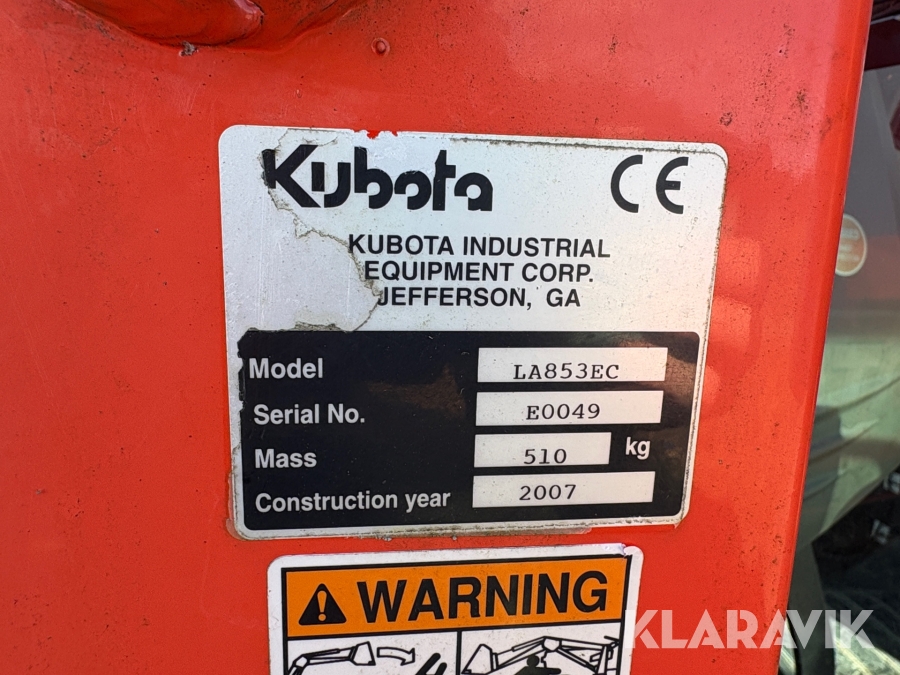 Kubota CE
KUBOTA INDUSTRIAL
EQUIPMENT CORP.
JEFFERSON, GA
Model LA853EC
Serial No. E0049
Mass 510 kg
Construction year 2007
WARNING
KLARAVIK